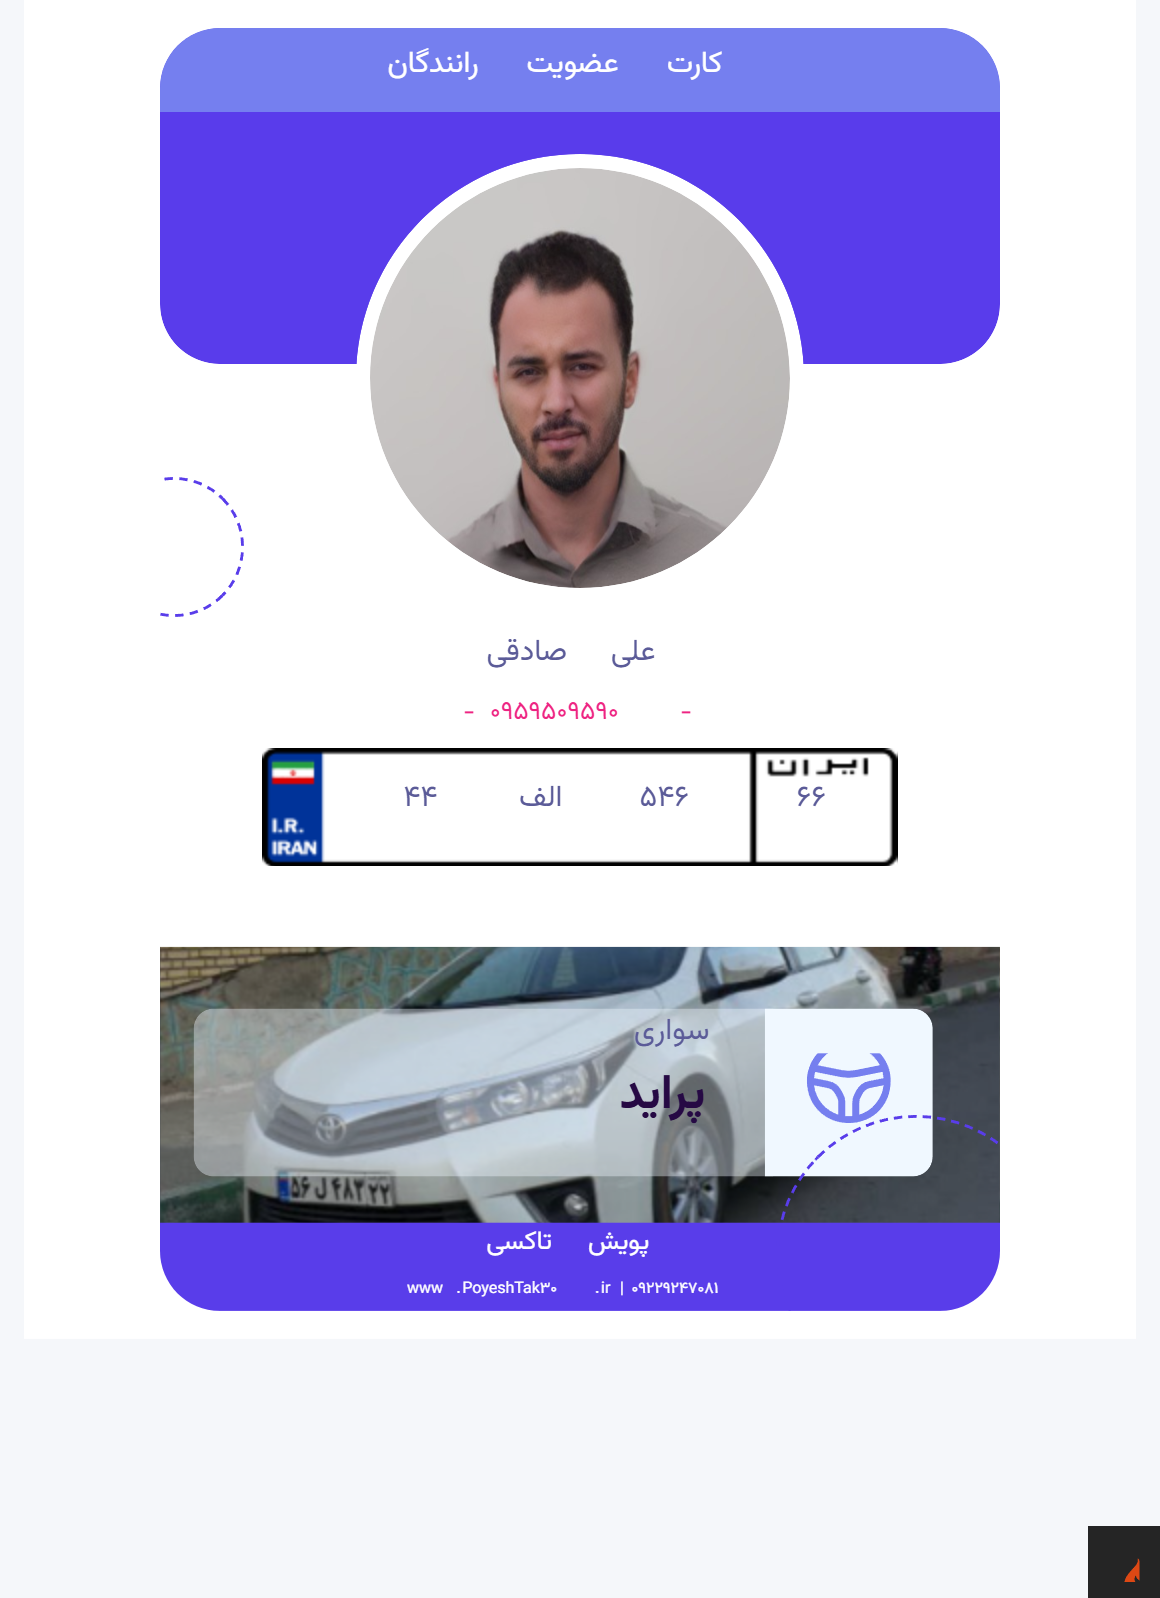 کارت عضویت رانندگان
علی صادقی
- ۰۹۵۹۵۰۹۵۹۰ -
I.R. IRAN
۴۴ الف ۵۴۶
ایران
۶۶
سواری
پراید
۵۶ ل ۴۸۳ ۲۲
پویش تاکسی
www .PoyeshTak۳۰ .ir | ۰۹۲۲۹۲۴۷۰۸۱